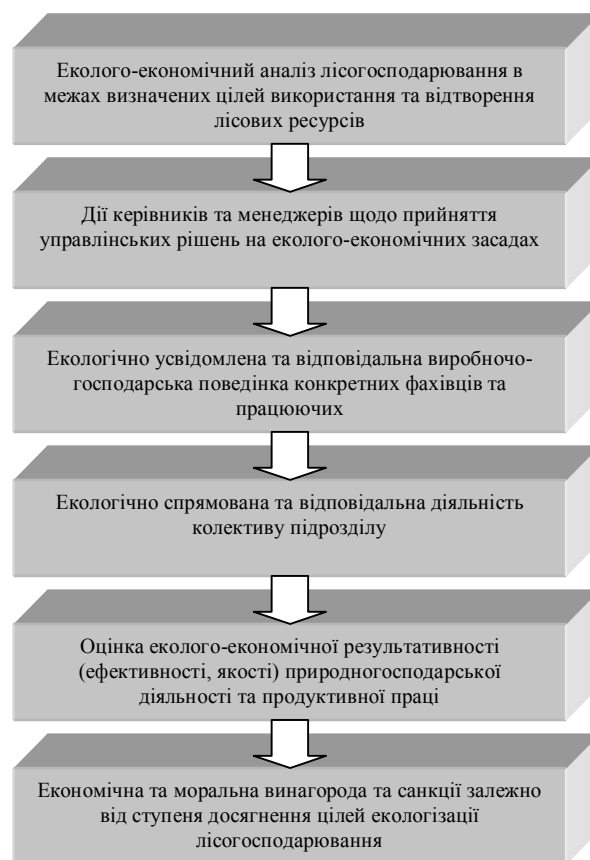 Еколого-економічний аналіз лісогосподарювання в
межах визначених цілей використання та відтворення
лісових ресурсів
Дії керівників та менеджерів щодо прийняття
управлінських рішень на еколого-економічних засадах
Екологічно усвідомлена та відповідальна виробночо-
господарська поведінка конкретних фахівців та
працюючих
Екологічно спрямована та відповідальна діяльність
колективу підрозділу
Оцінка еколого-економічної результативності
(ефективності, якості) природногосподарської
діяльності та продуктивної праці
Економічна та моральна винагорода та санкції залежно
від ступеня досягнення цілей екологізації
лісогосподарювання